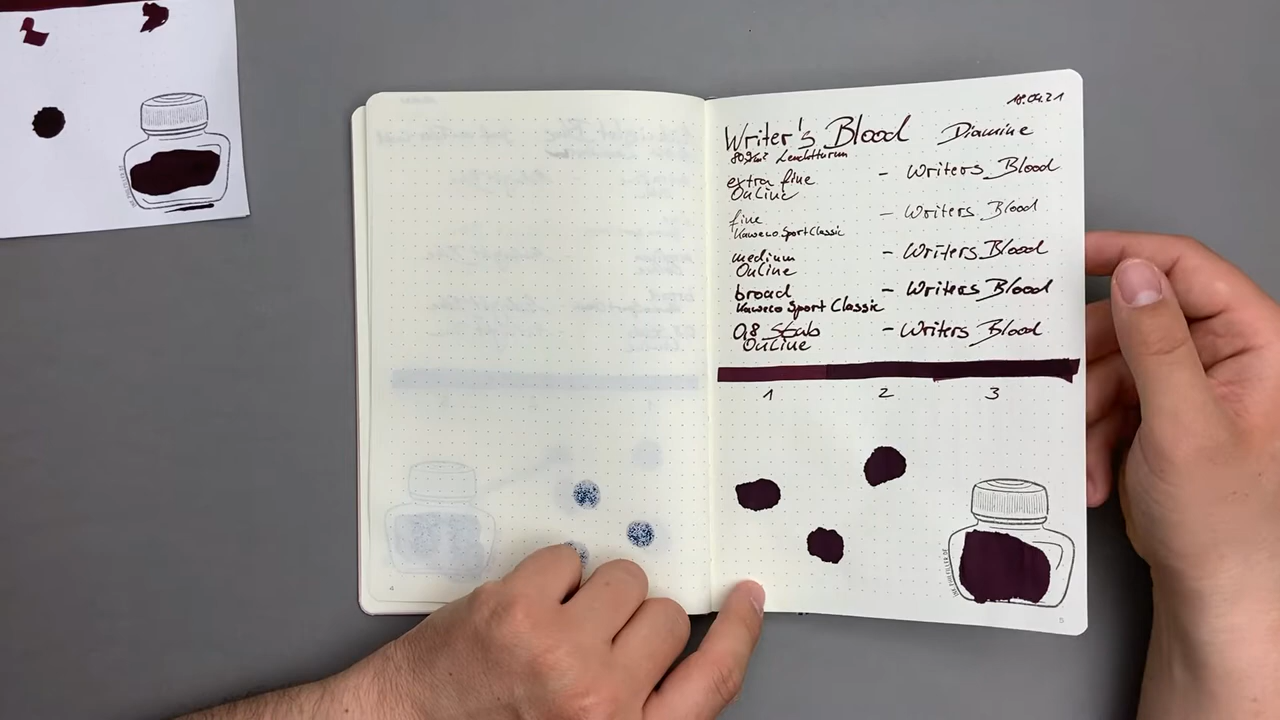 18.04.21
Writer's Blood Diamine
80g/m² Leuchtturm
extra fine - Writers Blood
Online
fine - Writers Blood
Kaweco Sport Classic
medium - Writers Blood
Online
broad - Writers Blood
Kaweco Sport Classic
0,8 Stub - Writers Blood
Online
1 2 3
4
5